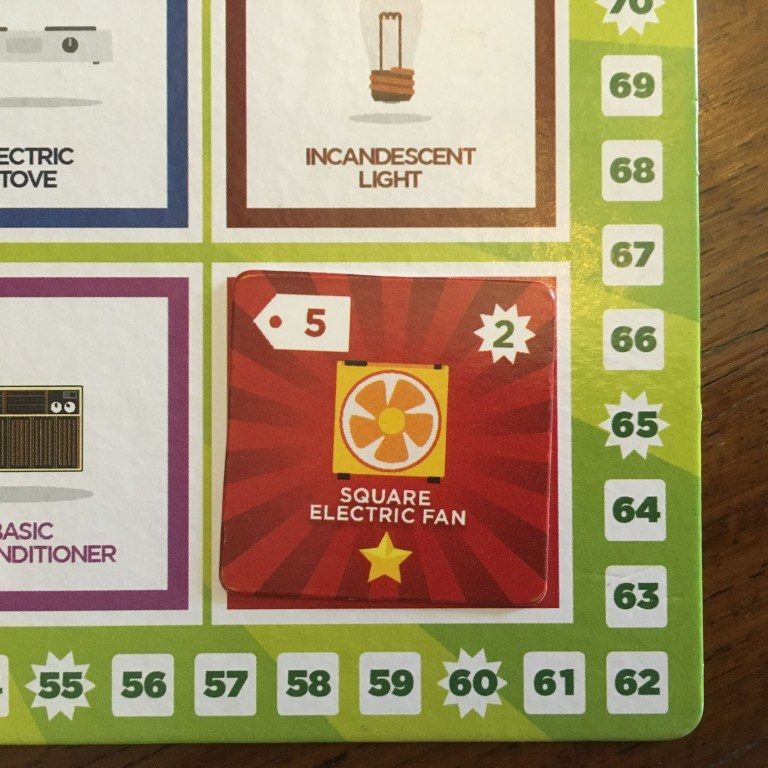 70
69
ECTRIC
TOVE
INCANDESCENT
LIGHT
68
67
5
2
66
65
SQUARE
ELECTRIC FAN
64
BASIC
NDITIONER
63
55
56
57
58
59
60
61
62